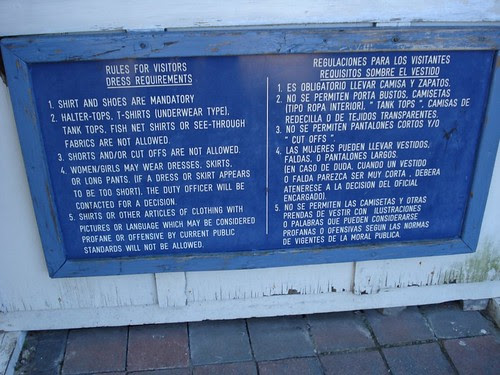 RULES FOR VISITORS
DRESS REQUIREMENTS
1. SHIRT AND SHOES ARE MANDATORY
2. HALTER-TOPS, T-SHIRTS (UNDERWEAR TYPE),
TANK TOPS, FISH NET SHIRTS OR SEE-THROUGH
FABRICS ARE NOT ALLOWED.
3. SHORTS AND/OR CUT OFFS ARE NOT ALLOWED.
4. WOMEN/GIRLS MAY WEAR DRESSES, SKIRTS,
OR LONG PANTS, (IF A DRESS OR SKIRT APPEARS
TO BE TOO SHORT), THE DUTY OFFICER WILL BE
CONTACTED FOR A DECISION.
5. SHIRTS OR OTHER ARTICLES OF CLOTHING WITH
PICTURES OR LANGUAGE WHICH MAY BE CONSIDERED
PROFANE OR OFFENSIVE BY CURRENT PUBLIC
STANDARDS WILL NOT BE ALLOWED.
REGULACIONES PARA LOS VISITANTES
REQUISITOS SOMBRE EL VESTIDO
1. ES OBLIGATORIO LLEVAR CAMISA Y ZAPATOS.
2. NO SE PERMITEN PORTA BUSTOS, CAMISETAS
(TIPO ROPA INTERIOR), " TANK TOPS ", CAMISAS DE
REDECILLA O DE TEJIDOS TRANSPARENTES.
3. NO SE PERMITEN PANTALONES CORTOS Y/O
" CUT OFFS ".
4. LAS MUJERES PUEDEN LLEVAR VESTIDOS,
FALDAS, O PANTALONES LARGOS.
(EN CASO DE DUDA, CUANDO UN VESTIDO
O FALDA PAREZCA SER MUY CORTA , DEBERA
ATENERESE A LA DECISION DEL OFICIAL
ENCARGADO)
5. NO SE PERMITEN LAS CAMISETAS Y OTRAS
PRENDAS DE VESTIR CON ILUSTRACIONES
O PALABRAS QUE PUEDEN CONSIDERARSE
PROFANAS O OFENSIVAS SEGUN LAS NORMAS
DE VIGENTES DE LA MORAL PUBLICA.